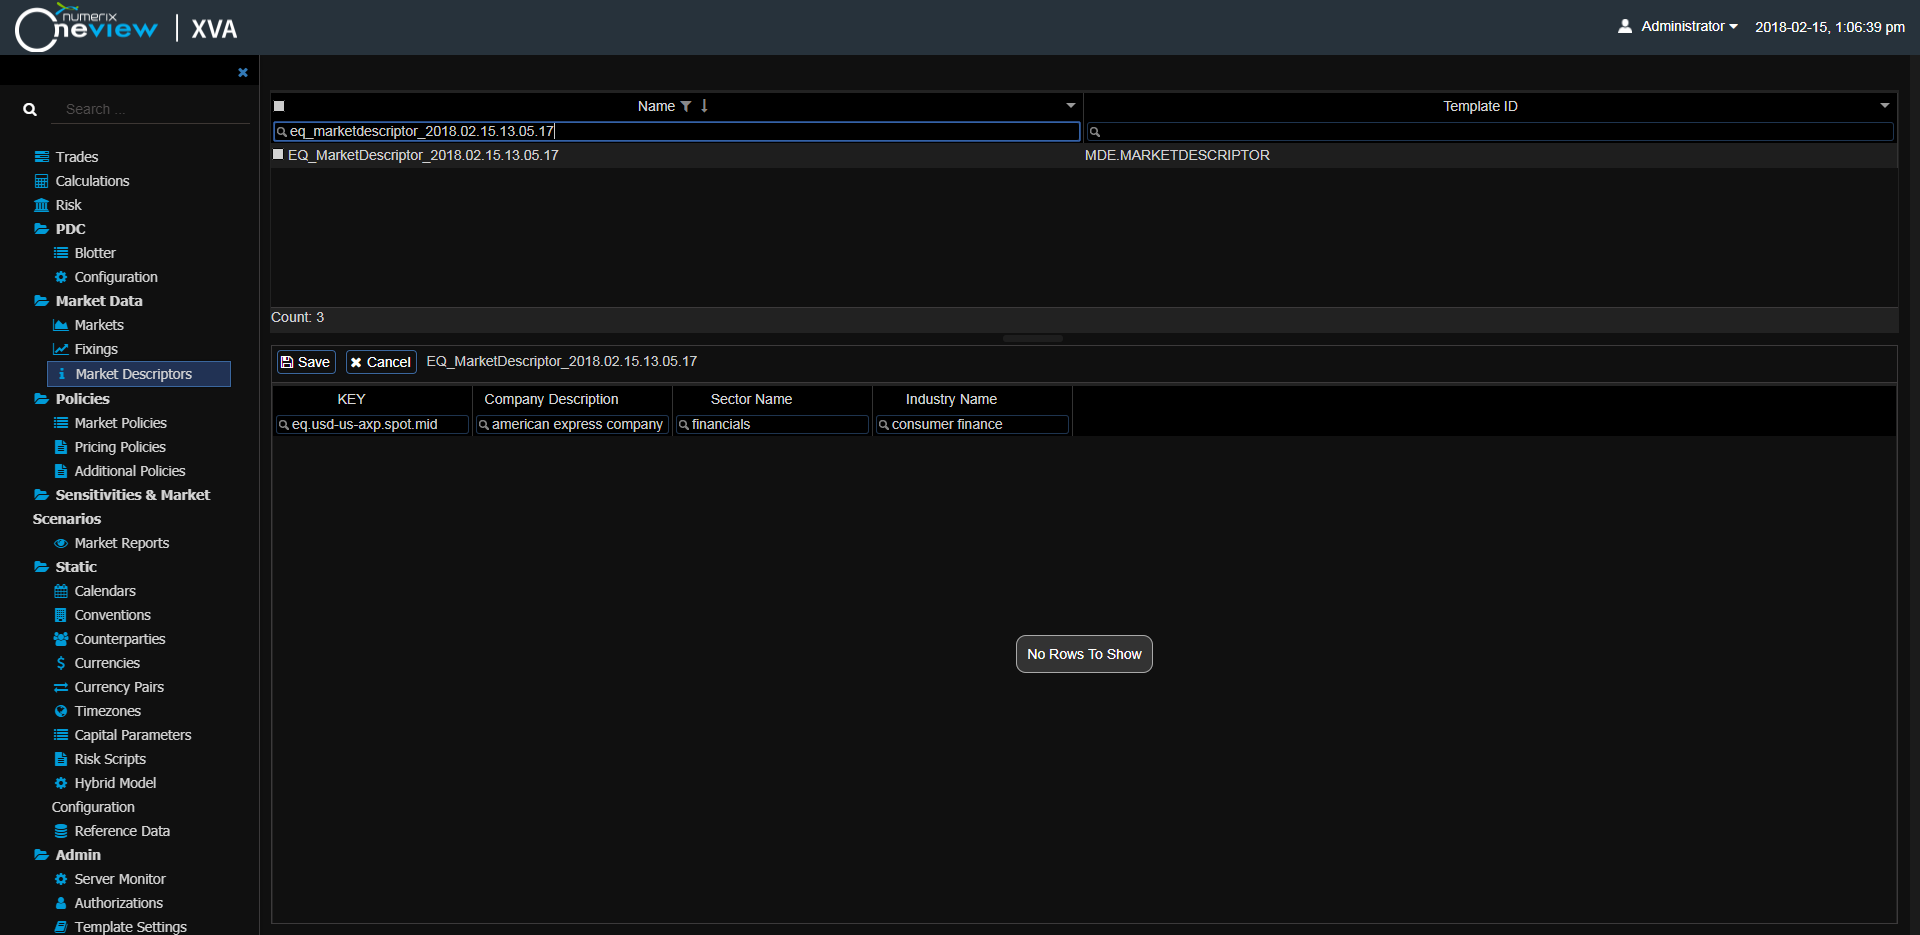 numerix
Oneview | XVA
Administrator
2018-02-15, 1:06:39 pm
Search ...
Trades
Calculations
Risk
PDC
Blotter
Configuration
Market Data
Markets
Fixings
Market Descriptors
Policies
Market Policies
Pricing Policies
Additional Policies
Sensitivities & Market
Scenarios
Market Reports
Static
Calendars
Conventions
Counterparties
Currencies
Currency Pairs
Timezones
Capital Parameters
Risk Scripts
Hybrid Model
Configuration
Reference Data
Admin
Server Monitor
Authorizations
Template Settings
Name Template ID
eq_marketdescriptor_2018.02.15.13.05.17
EQ_MarketDescriptor_2018.02.15.13.05.17 MDE.MARKETDESCRIPTOR
Count: 3
Save Cancel EQ_MarketDescriptor_2018.02.15.13.05.17
KEY Company Description Sector Name Industry Name
eq.usd-us-axp.spot.mid american express company financials consumer finance
No Rows To Show